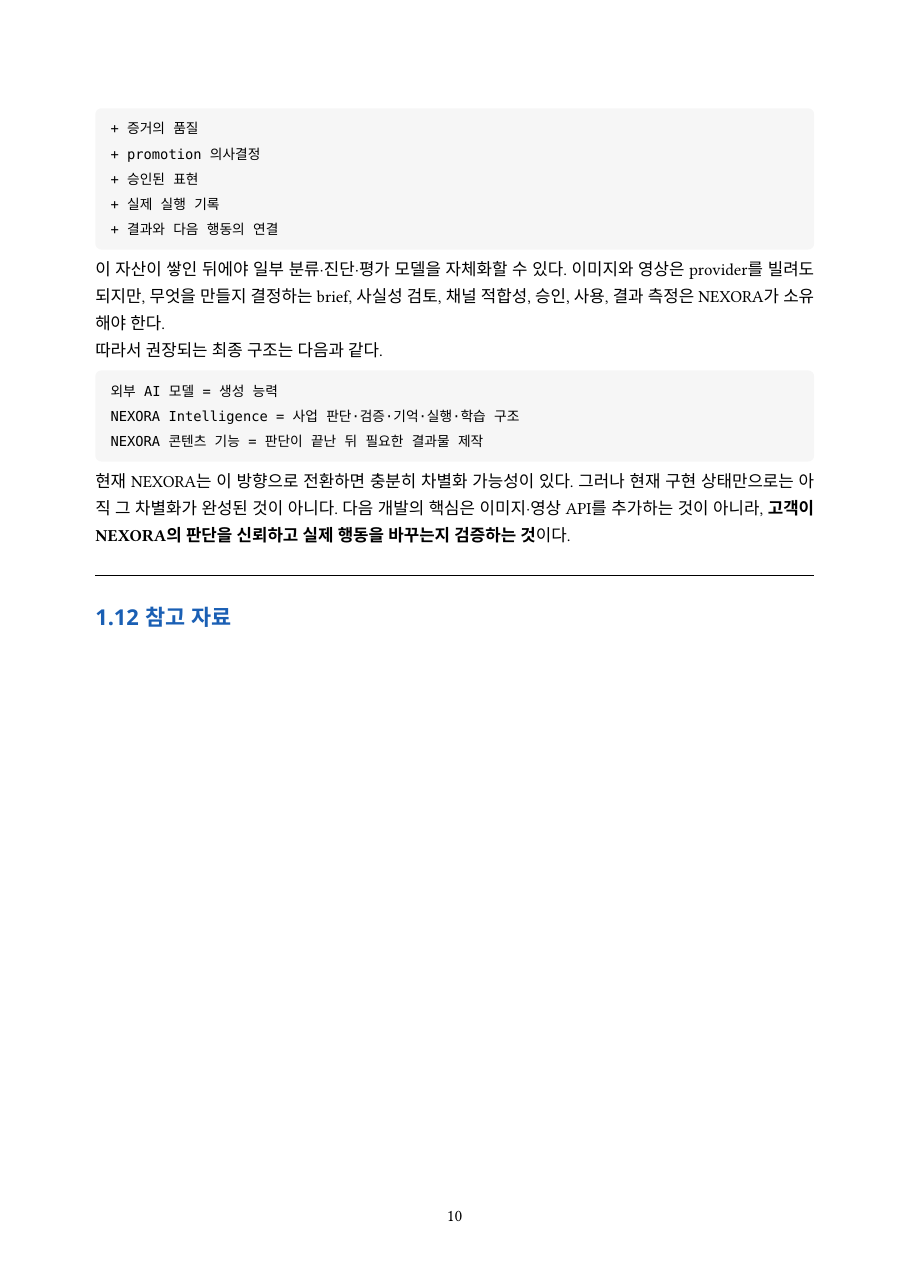 + 증거의 품질
+ promotion 의사결정
+ 승인된 표현
+ 실제 실행 기록
+ 결과와 다음 행동의 연결
이 자산이 쌓인 뒤에야 일부 분류·진단·평가 모델을 자체화할 수 있다. 이미지와 영상은 provider를 빌려도
되지만, 무엇을 만들지 결정하는 brief, 사실성 검토, 채널 적합성, 승인, 사용, 결과 측정은 NEXORA가 소유
해야 한다.
따라서 권장되는 최종 구조는 다음과 같다.
외부 AI 모델 = 생성 능력
NEXORA Intelligence = 사업 판단·검증·기억·실행·학습 구조
NEXORA 콘텐츠 기능 = 판단이 끝난 뒤 필요한 결과물 제작
현재 NEXORA는 이 방향으로 전환하면 충분히 차별화 가능성이 있다. 그러나 현재 구현 상태만으로는 아
직 그 차별화가 완성된 것이 아니다. 다음 개발의 핵심은 이미지·영상 API를 추가하는 것이 아니라, 고객이
NEXORA의 판단을 신뢰하고 실제 행동을 바꾸는지 검증하는 것이다.
1.12 참고 자료
10